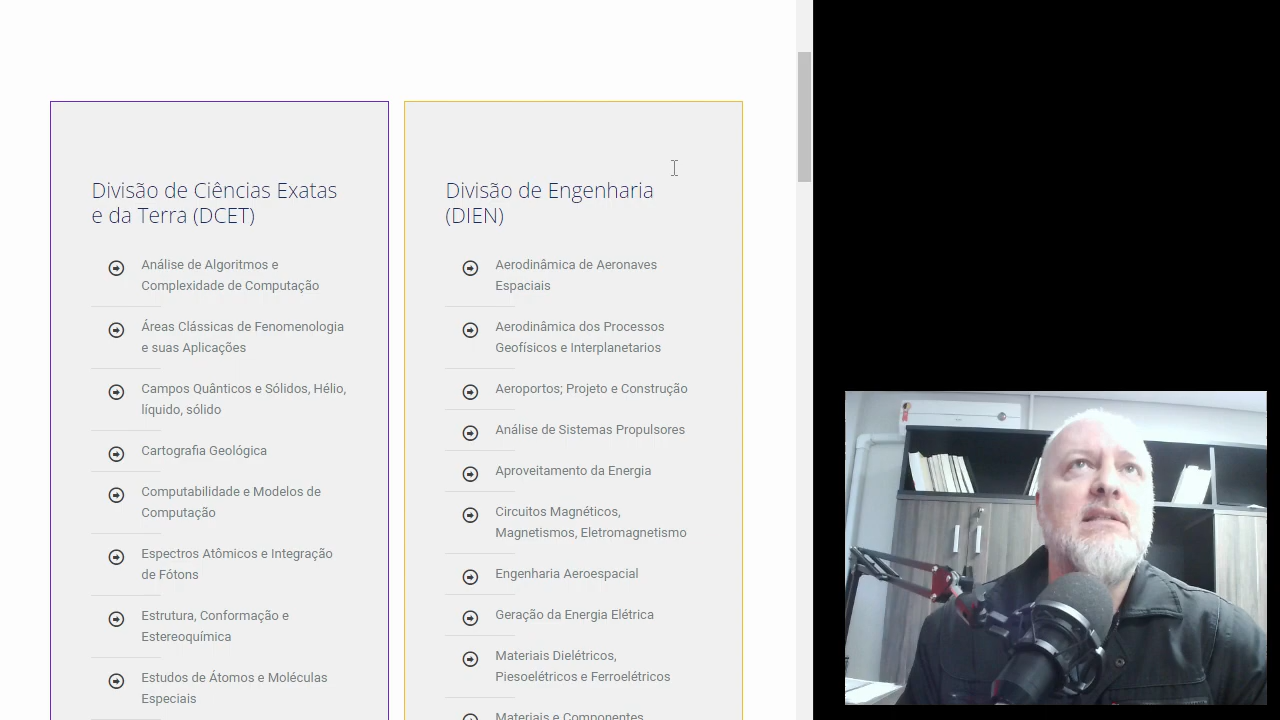 Divisão de Ciências Exatas
e da Terra (DCET)
Análise de Algoritmos e
Complexidade de Computação
Áreas Clássicas de Fenomenologia
e suas Aplicações
Campos Quânticos e Sólidos, Hélio,
líquido, sólido
Cartografia Geológica
Computabilidade e Modelos de
Computação
Espectros Atômicos e Integração
de Fótons
Estrutura, Conformação e
Estereoquímica
Estudos de Átomos e Moléculas
Especiais
Divisão de Engenharia
(DIEN)
Aerodinâmica de Aeronaves
Espaciais
Aerodinâmica dos Processos
Geofísicos e Interplanetarios
Aeroportos; Projeto e Construção
Análise de Sistemas Propulsores
Aproveitamento da Energia
Circuitos Magnéticos,
Magnetismos, Eletromagnetismo
Engenharia Aeroespacial
Geração da Energia Elétrica
Materiais Dielétricos,
Piesoelétricos e Ferroelétricos
Materiais e Componentes